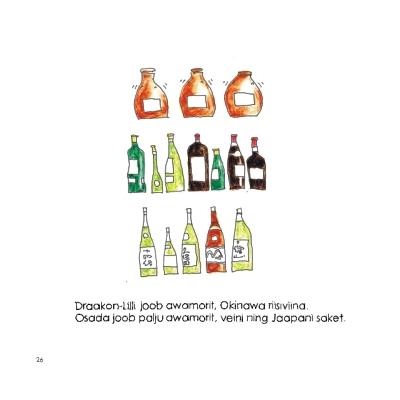 Draakon-Lilli joob awamorit, Okinawa riisiviina.
Osada joob palju awamorit, veini ning Jaapani saket.
26